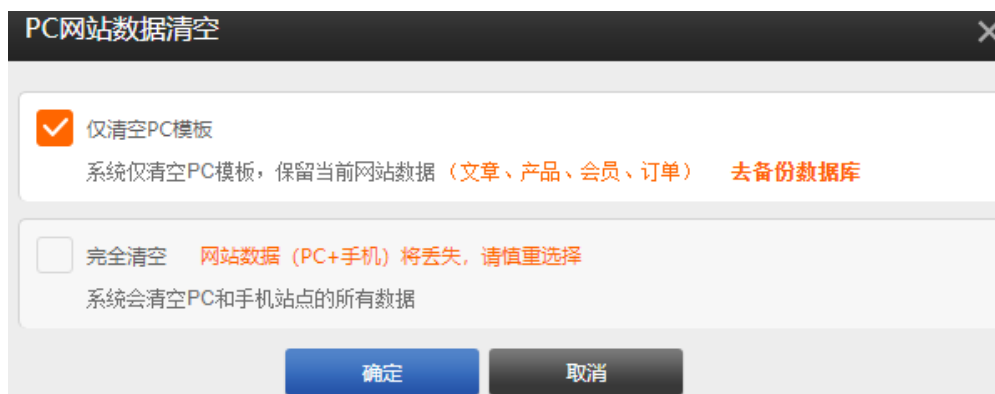 PC网站数据清空
仅清空PC模板
系统仅清空PC模板，保留当前网站数据（文章、产品、会员、订单） 去备份数据库
完全清空 网站数据（PC+手机）将丢失，请慎重选择
系统会清空PC和手机站点的所有数据
确定 取消